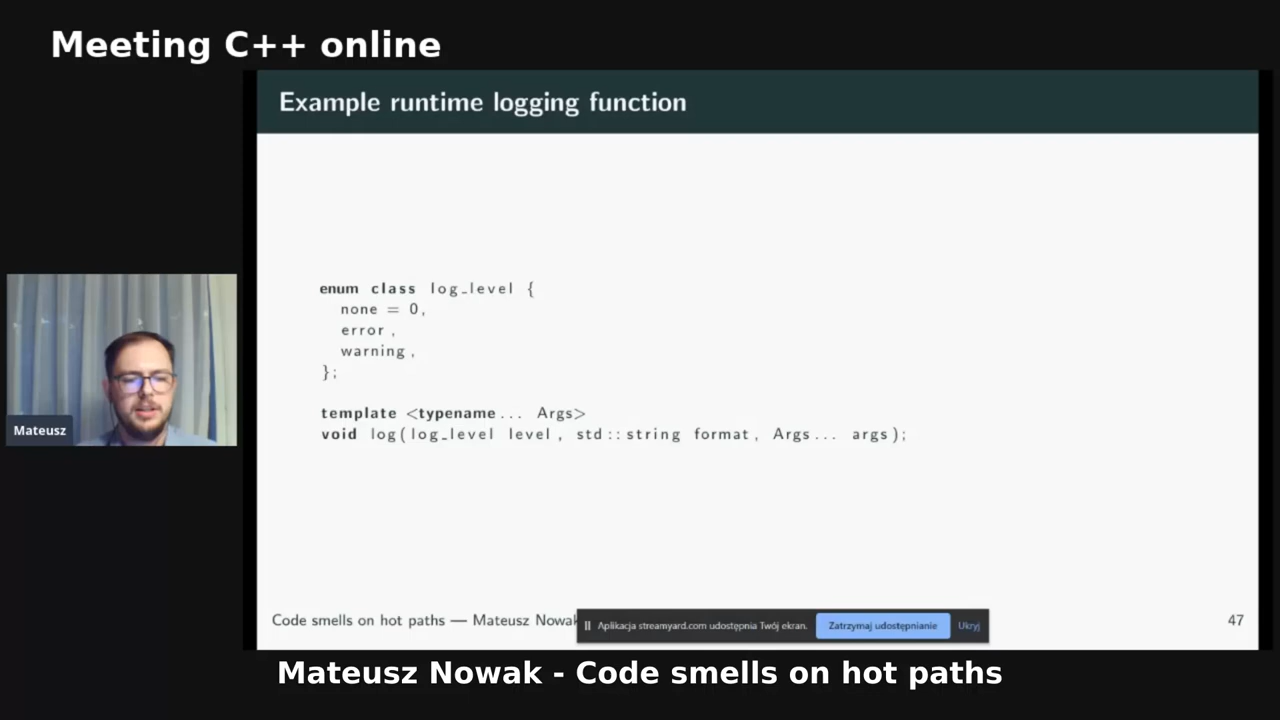 Meeting C++ online
Example runtime logging function
enum class log_level {
none = 0,
error,
warning,
};
template <typename... Args>
void log(log_level level, std::string format, Args... args);
Mateusz
Code smells on hot paths — Mateusz Nowak
Aplikacja streamyard.com udostępnia Twój ekran.
Zatrzymaj udostępnianie
Ukryj
47
Mateusz Nowak - Code smells on hot paths